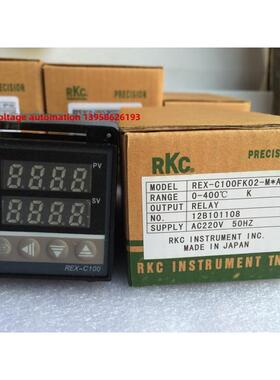 PRECISION
oltage automation 13958626193
RKC
PRECIS
PV
8.8.8.8.
SV
8.8.8.8.
REX-C100
MODEL REX-C100FK02-M*A
RANGE 0-400℃ K
OUTPUT RELAY
NO. 12B101108
SUPPLY AC220V 50HZ
RKC INSTRUMENT INC.
MADE IN JAPAN
RKC INSTRUMENT IN